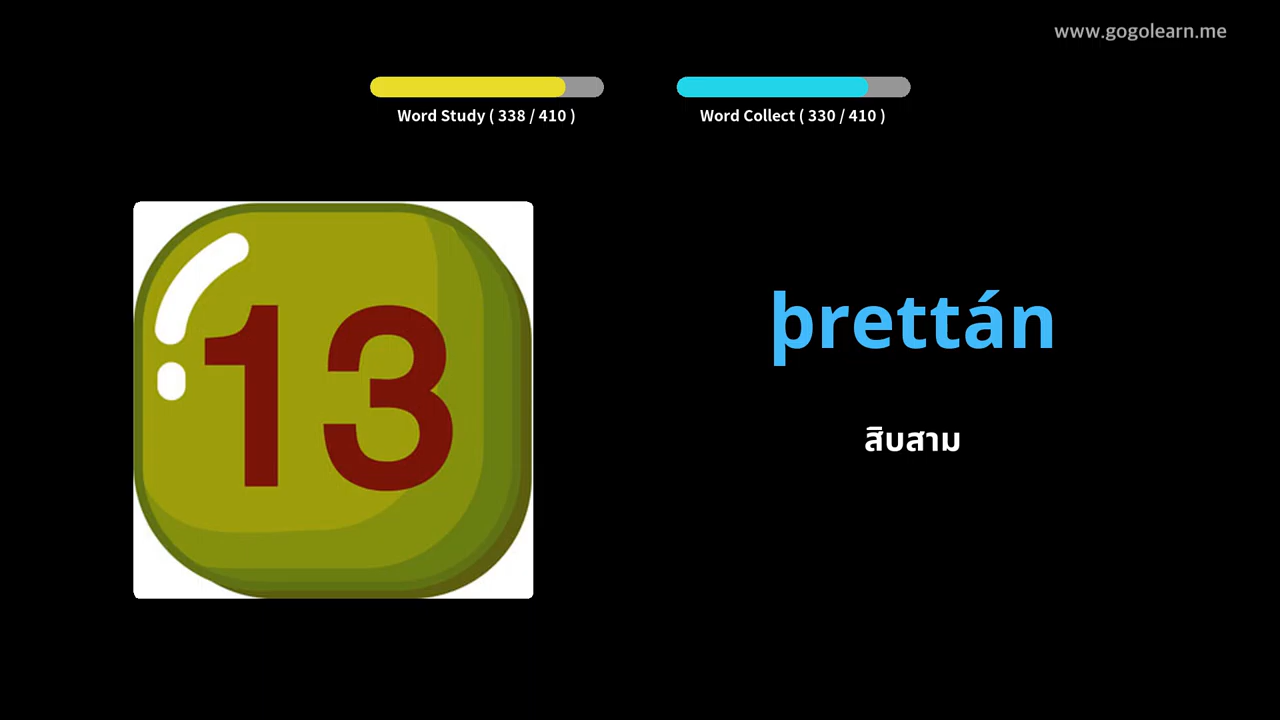 www.gogolearn.me
Word Study ( 338 / 410 )
Word Collect ( 330 / 410 )
13
þrettán
สิบสาม